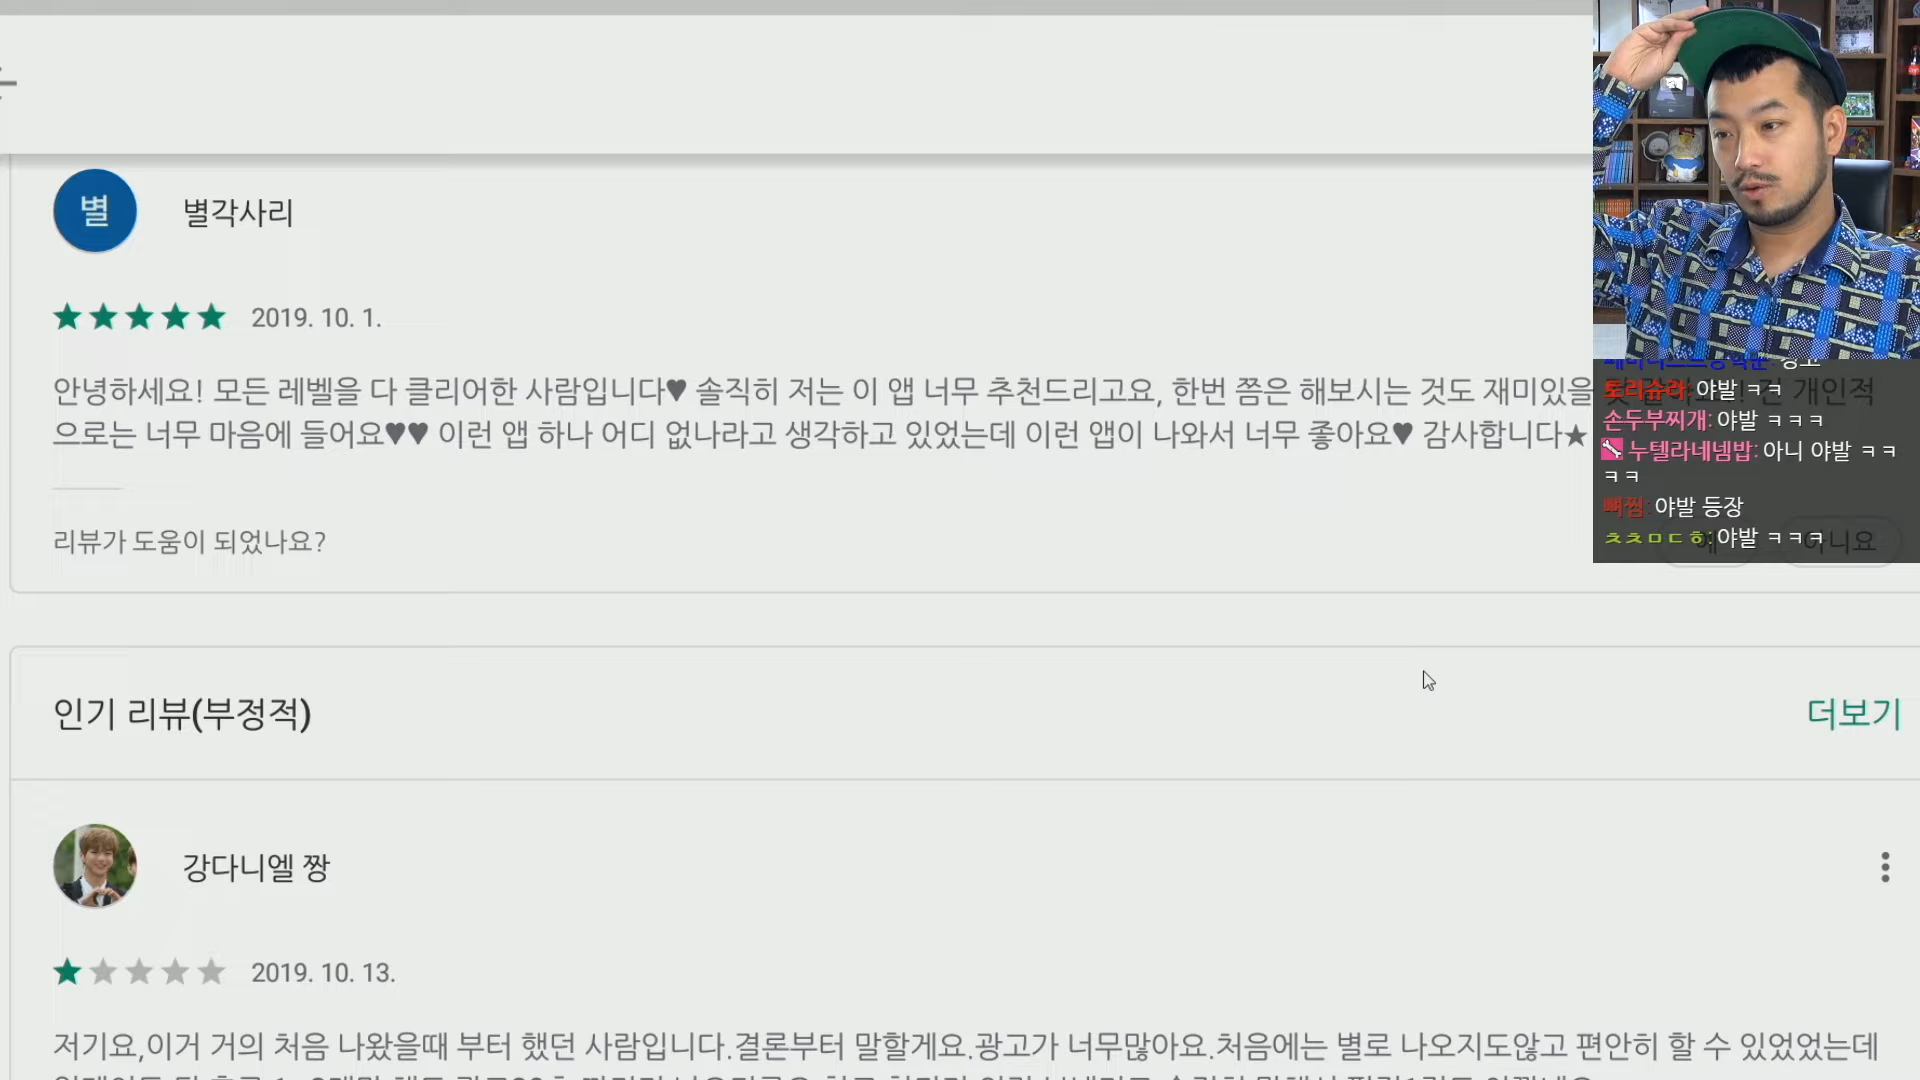 별
별각사리
2019. 10. 1.
안녕하세요! 모든 레벨을 다 클리어한 사람입니다♥ 솔직히 저는 이 앱 너무 추천드리고요, 한번 쯤은 해보시는 것도 재미있을 개인적
으로는 너무 마음에 들어요♥♥ 이런 앱 하나 어디 없나라고 생각하고 있었는데 이런 앱이 나와서 너무 좋아요♥ 감사합니다★
리뷰가 도움이 되었나요?
아니요
토리슈라: 야발 ㅋㅋ
손두부찌개: 야발 ㅋㅋㅋ
누텔라네넴밥: 아니 야발 ㅋㅋ
ㅋㅋ
뼈찜: 야발 등장
ㅊㅊㅁㄷㅎ: 야발 ㅋㅋㅋ
인기 리뷰(부정적)
더보기
강다니엘 짱
2019. 10. 13.
저기요,이거 거의 처음 나왔을때 부터 했던 사람입니다.결론부터 말할게요.광고가 너무많아요.처음에는 별로 나오지도않고 편안히 할 수 있었었는데